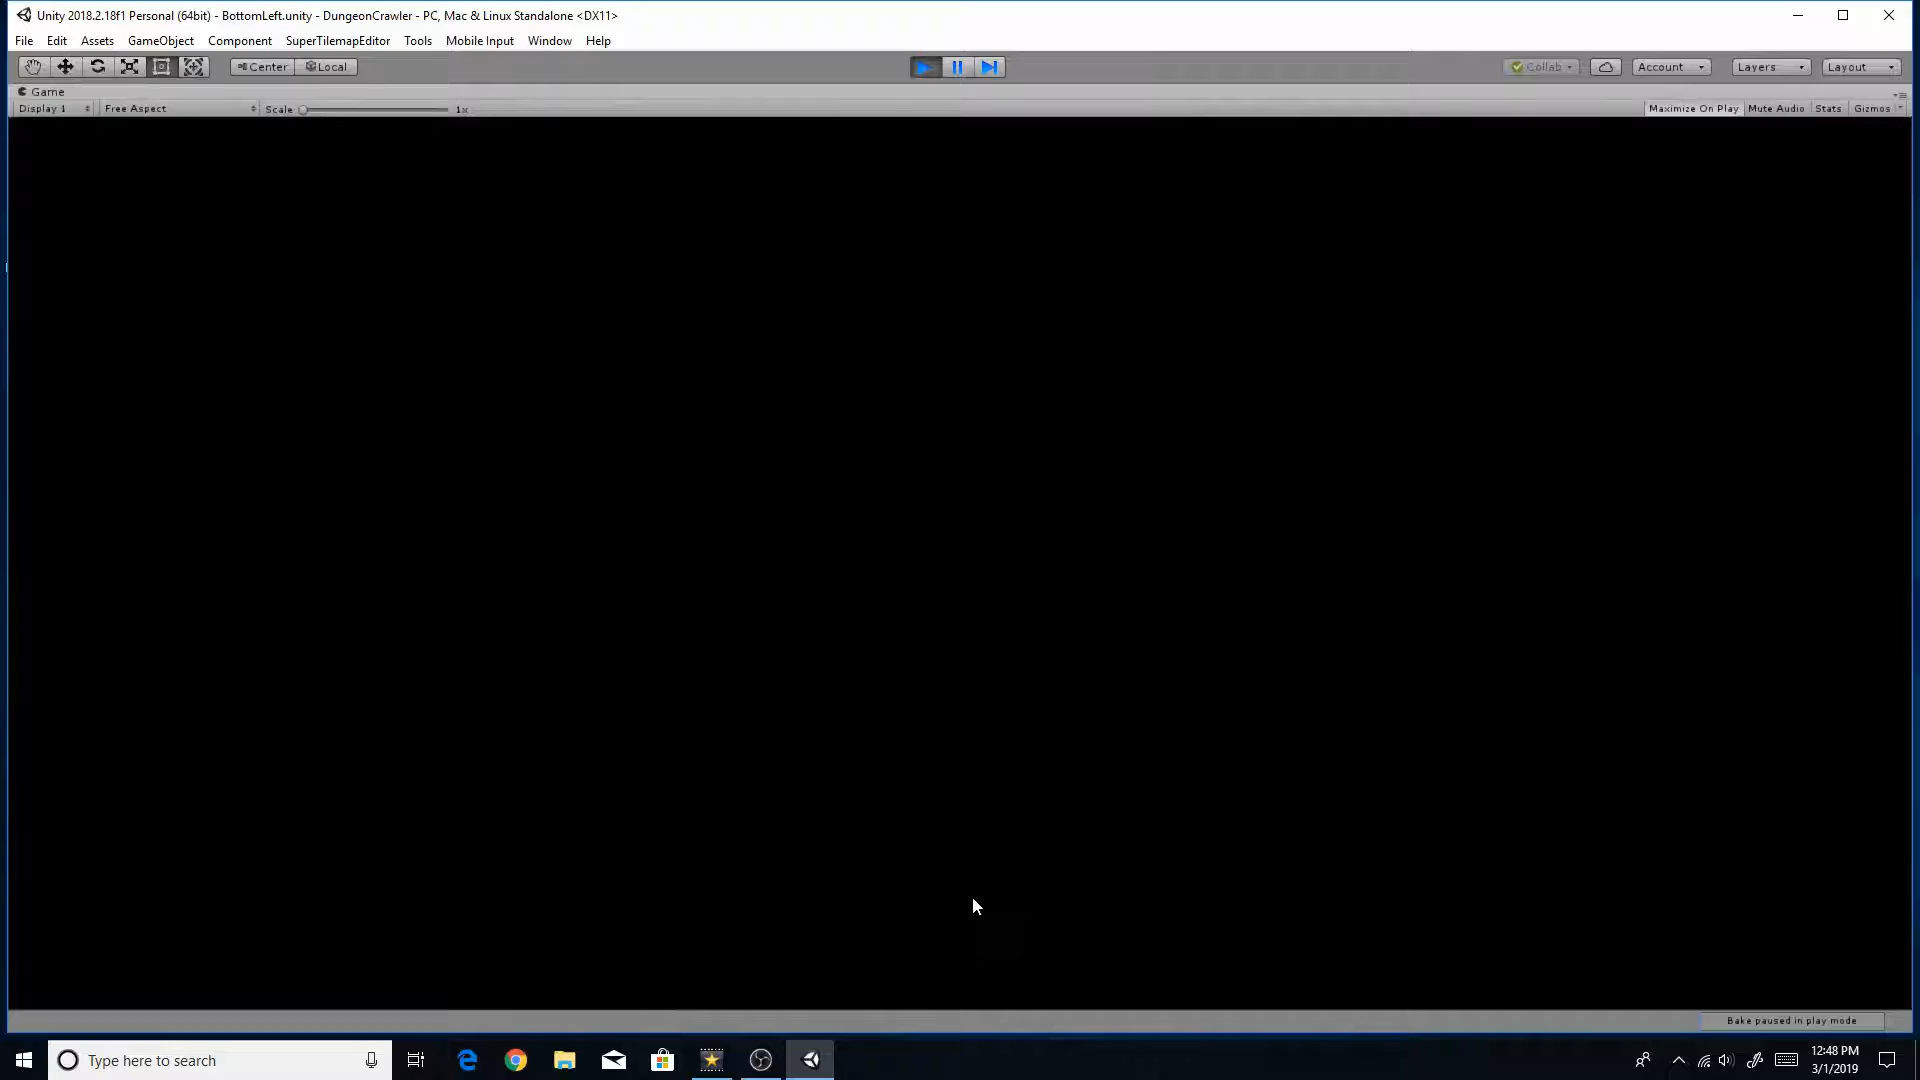 Unity 2018.2.18f1 Personal (64bit) - BottomLeft.unity - DungeonCrawler - PC, Mac & Linux Standalone <DX11>
File Edit Assets GameObject Component SuperTilemapEditor Tools Mobile Input Window Help
Center Local Collab Account Layers Layout
Game
Display 1 Free Aspect Scale 1x Maximize On Play Mute Audio Stats Gizmos
Bake paused in play mode
Type here to search
12:48 PM
3/1/2019